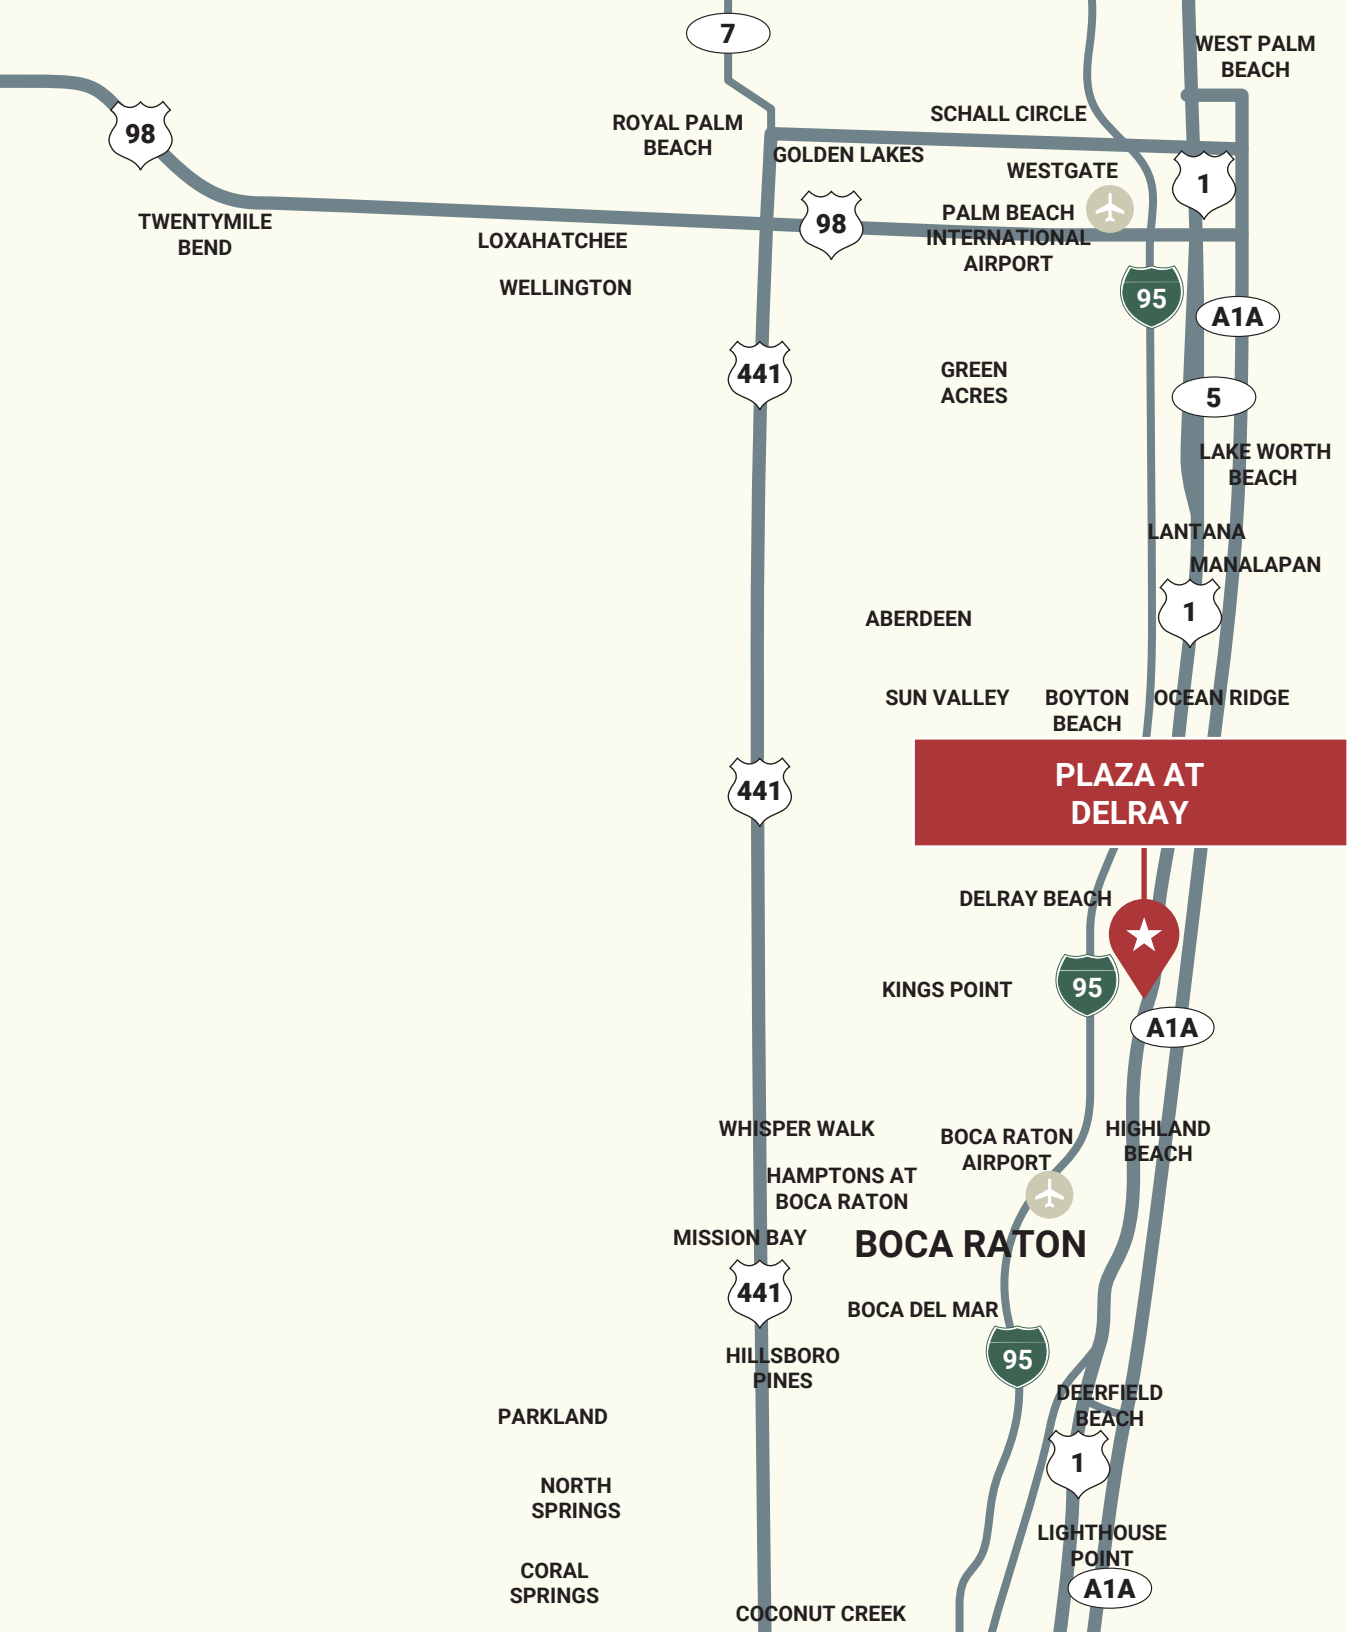 7
WEST PALM
BEACH
98
ROYAL PALM
BEACH
SCHALL CIRCLE
GOLDEN LAKES
WESTGATE
1
TWENTYMILE
BEND
LOXAHATCHEE
98
PALM BEACH
INTERNATIONAL
AIRPORT
WELLINGTON
95
A1A
441
GREEN
ACRES
5
LAKE WORTH
BEACH
LANTANA
MANALAPAN
ABERDEEN
1
SUN VALLEY
BOYTON
BEACH
OCEAN RIDGE
441
PLAZA AT
DELRAY
DELRAY BEACH
KINGS POINT
95
A1A
WHISPER WALK
BOCA RATON
AIRPORT
HIGHLAND
BEACH
HAMPTONS AT
BOCA RATON
MISSION BAY
BOCA RATON
441
BOCA DEL MAR
HILLSBORO
PINES
95
DEERFIELD
BEACH
PARKLAND
1
NORTH
SPRINGS
LIGHTHOUSE
POINT
CORAL
SPRINGS
A1A
COCONUT CREEK